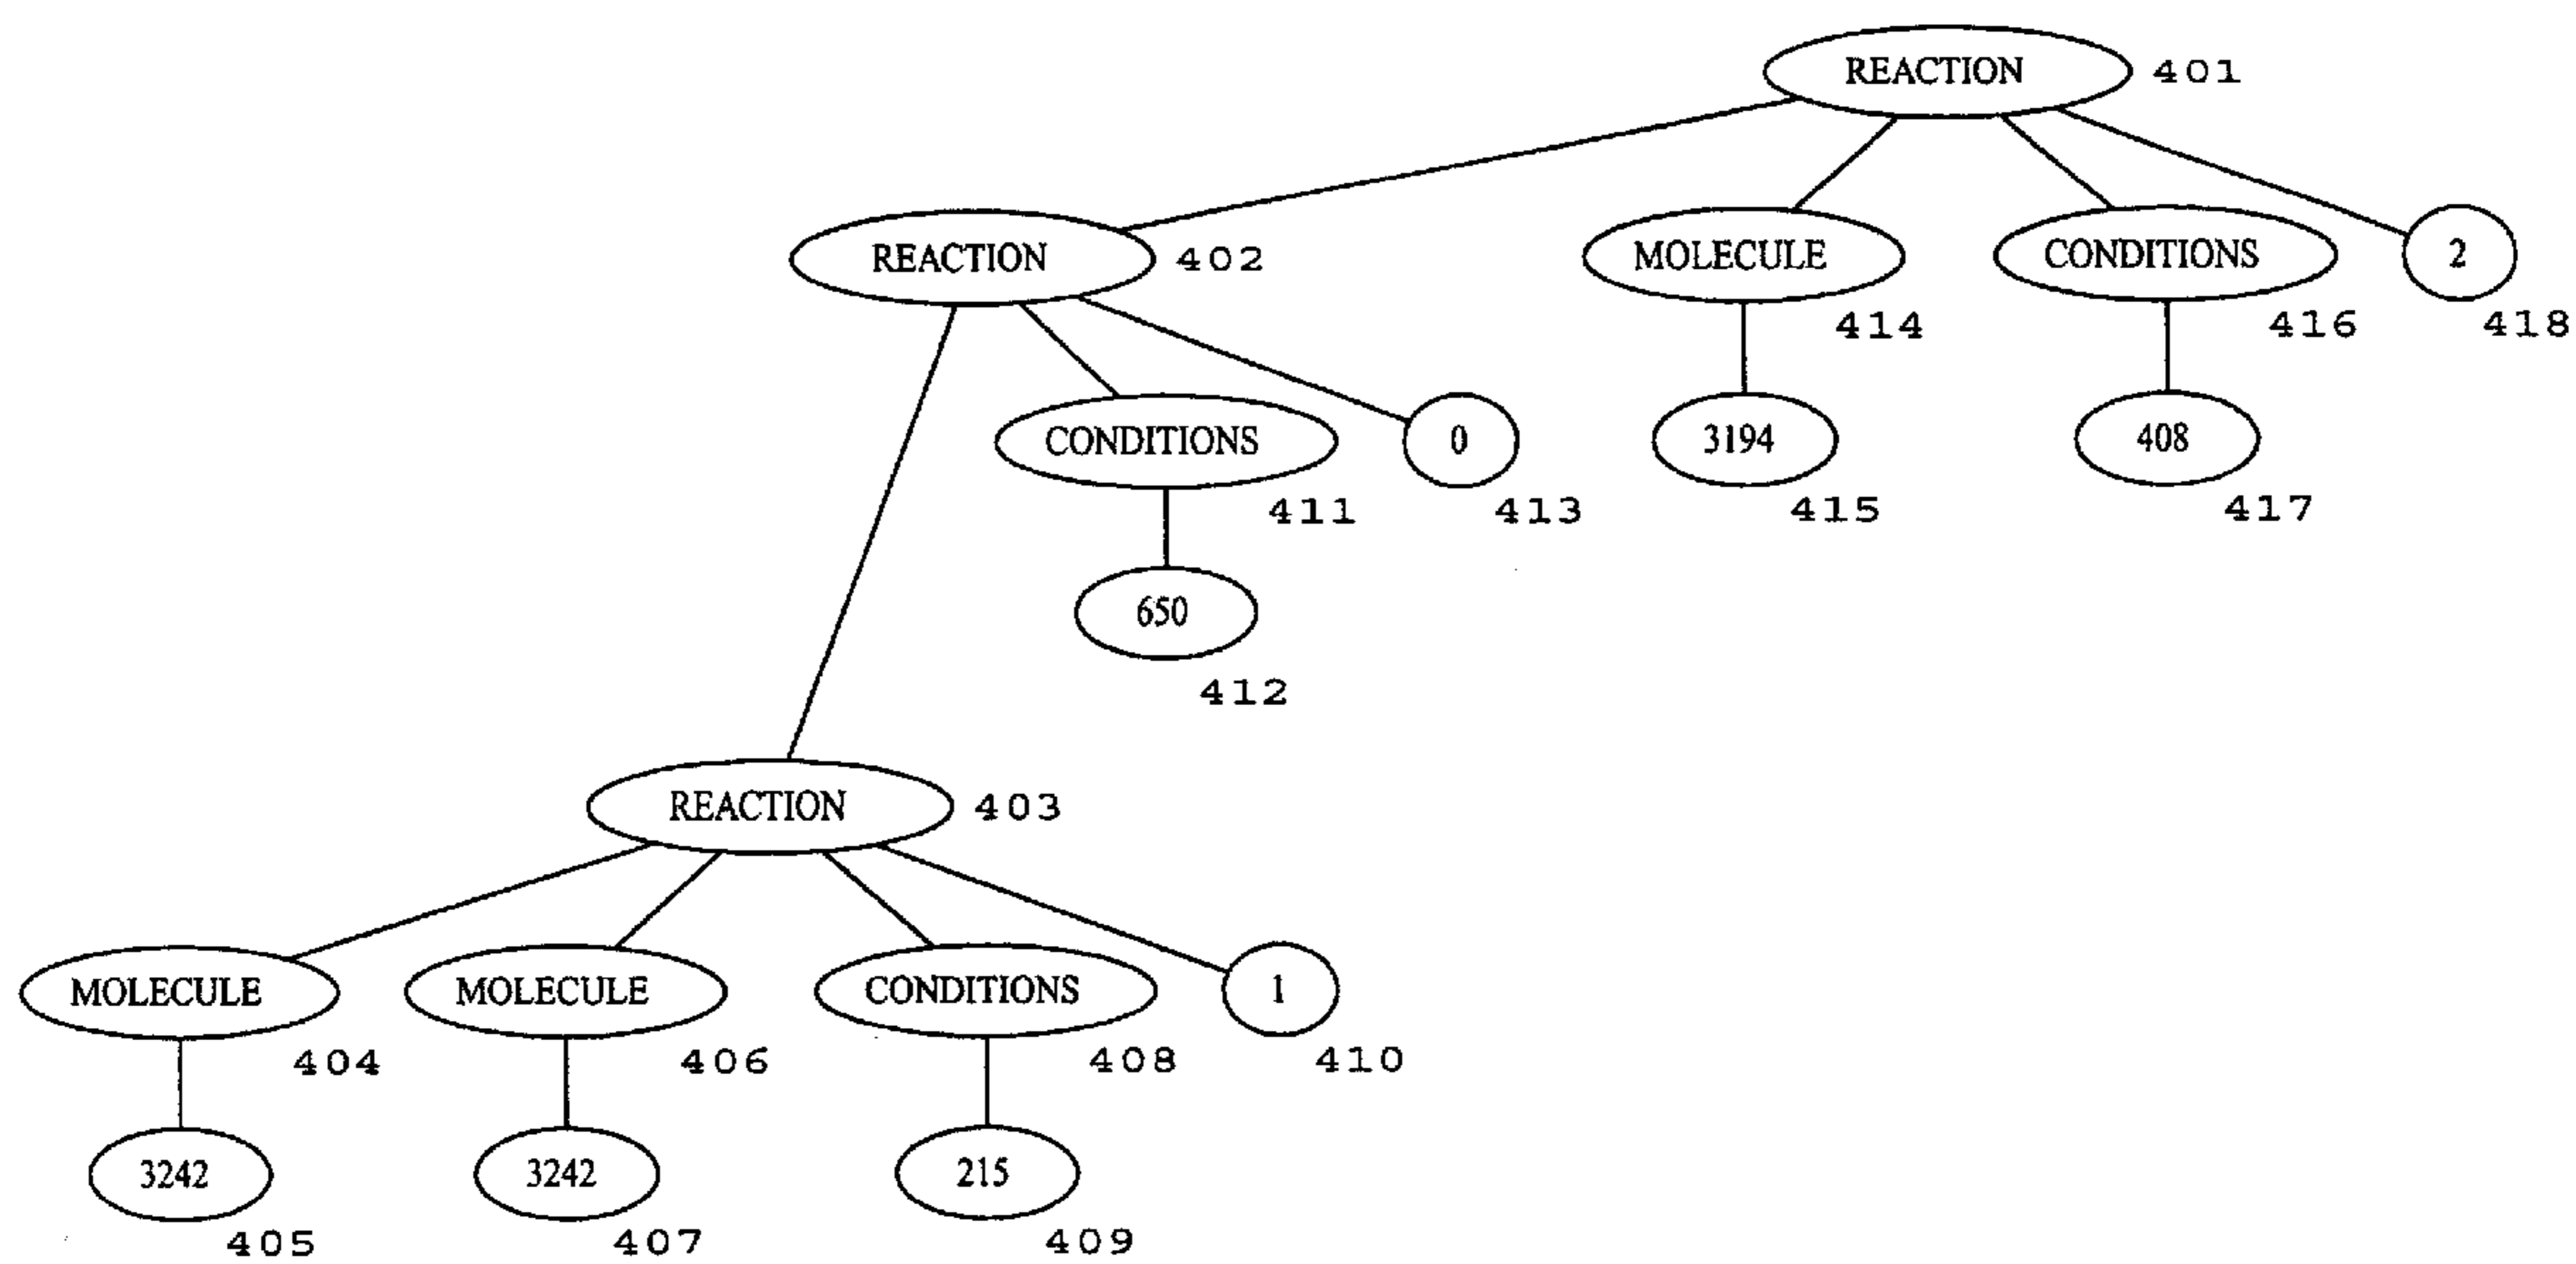 REACTION 401
REACTION 402
MOLECULE 414
CONDITIONS 416
2 418
CONDITIONS 411
0 413
3194 415
408 417
650 412
REACTION 403
MOLECULE 404
MOLECULE 406
CONDITIONS 408
1 410
3242 405
3242 407
215 409